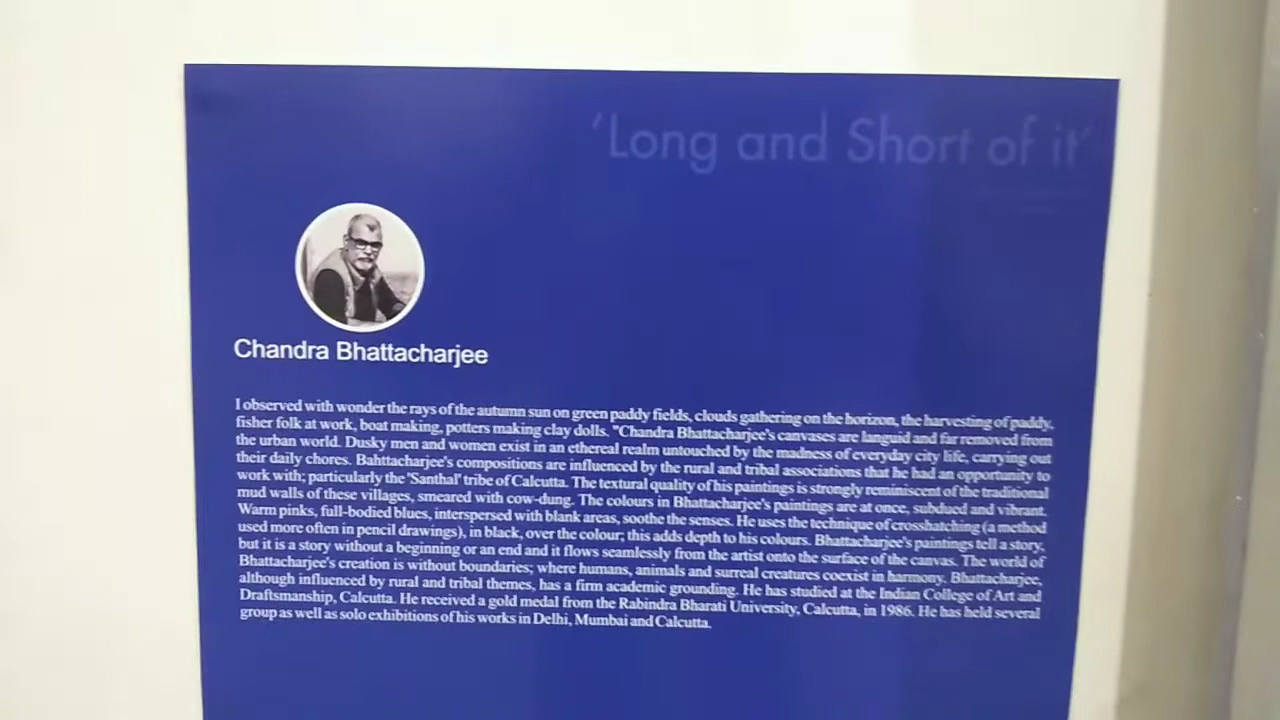 'Long and Short of it'
Chandra Bhattacharjee
I observed with wonder the rays of the autumn sun on green paddy fields, clouds gathering on the horizon, the harvesting of paddy,
fisher folk at work, boat making, potters making clay dolls. "Chandra Bhattacharjee's canvases are languid and far removed from
the urban world. Dusky men and women exist in an ethereal realm untouched by the madness of everyday city life, carrying out
their daily chores. Bahttacharjee's compositions are influenced by the rural and tribal associations that he had an opportunity to
work with; particularly the 'Santhal' tribe of Calcutta. The textural quality of his paintings is strongly reminiscent of the traditional
mud walls of these villages, smeared with cow-dung. The colours in Bhattacharjee's paintings are at once, subdued and vibrant.
Warm pinks, full-bodied blues, interspersed with blank areas, soothe the senses. He uses the technique of crosshatching (a method
used more often in pencil drawings), in black, over the colour; this adds depth to his colours. Bhattacharjee's paintings tell a story,
but it is a story without a beginning or an end and it flows seamlessly from the artist onto the surface of the canvas. The world of
Bhattacharjee's creation is without boundaries; where humans, animals and surreal creatures coexist in harmony. Bhattacharjee,
although influenced by rural and tribal themes, has a firm academic grounding. He has studied at the Indian College of Art and
Draftsmanship, Calcutta. He received a gold medal from the Rabindra Bharati University, Calcutta, in 1986. He has held several
group as well as solo exhibitions of his works in Delhi, Mumbai and Calcutta.